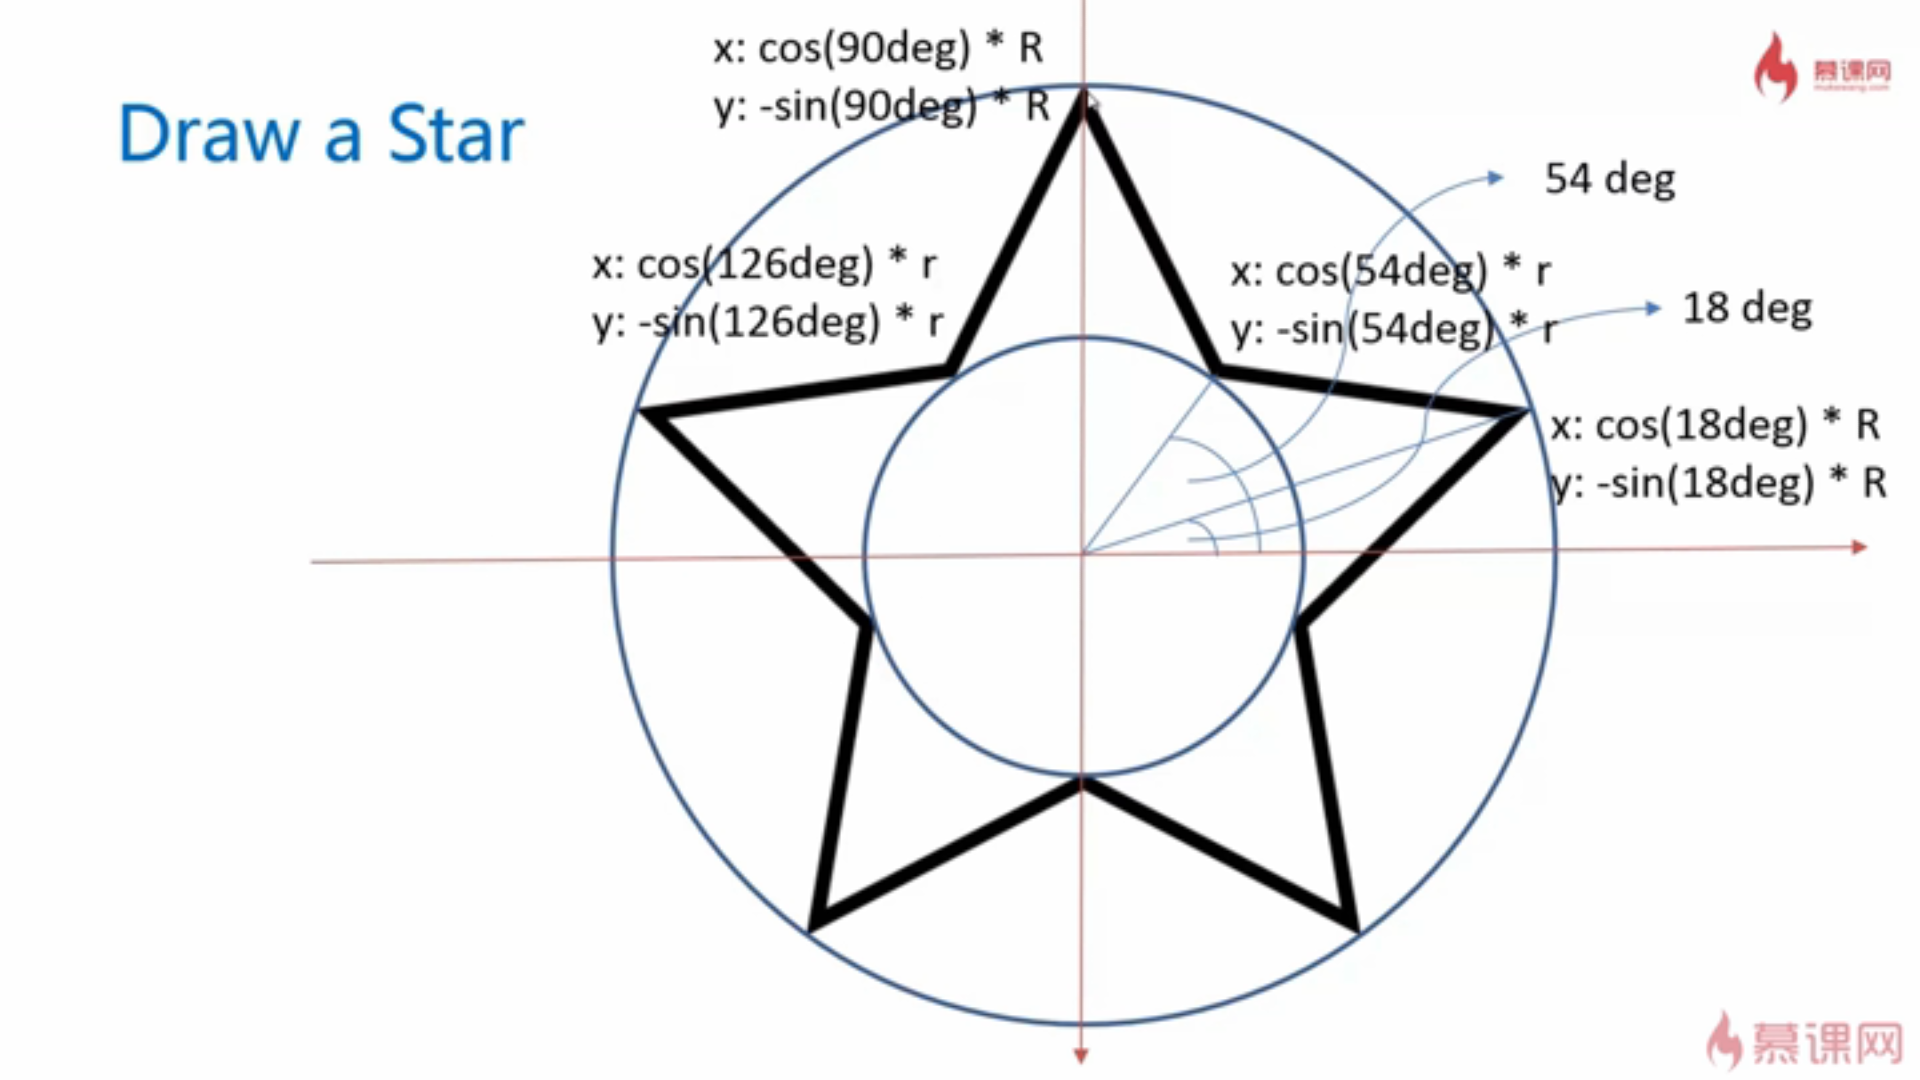 Draw a Star
x: cos(90deg) * R
y: -sin(90deg) * R
慕课网
54 deg
x: cos(126deg) * r
y: -sin(126deg) * r
x: cos(54deg) * r
y: -sin(54deg) * r
18 deg
x: cos(18deg) * R
y: -sin(18deg) * R
慕课网